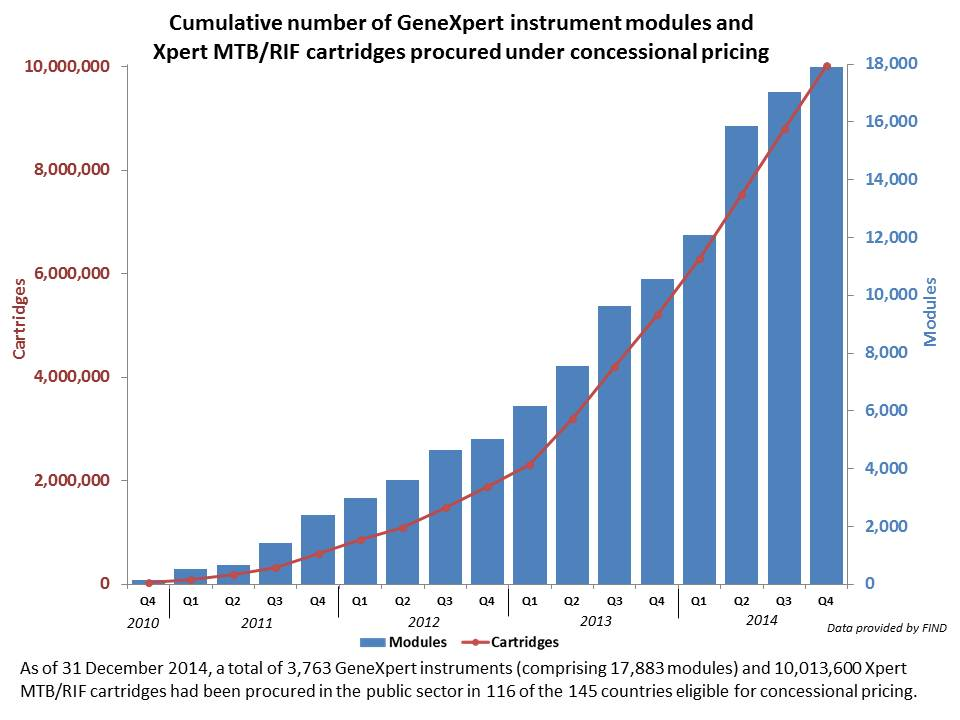 Cumulative number of GeneXpert instrument modules and
Xpert MTB/RIF cartridges procured under concessional pricing
10,000,000
8,000,000
6,000,000
4,000,000
2,000,000
0
Cartridges
18,000
16,000
14,000
12,000
10,000
8,000
6,000
4,000
2,000
0
Modules
Q4 Q1 Q2 Q3 Q4 Q1 Q2 Q3 Q4 Q1 Q2 Q3 Q4 Q1 Q2 Q3 Q4
2010 2011 2012 2013 2014
Data provided by FIND
Modules Cartridges
As of 31 December 2014, a total of 3,763 GeneXpert instruments (comprising 17,883 modules) and 10,013,600 Xpert
MTB/RIF cartridges had been procured in the public sector in 116 of the 145 countries eligible for concessional pricing.